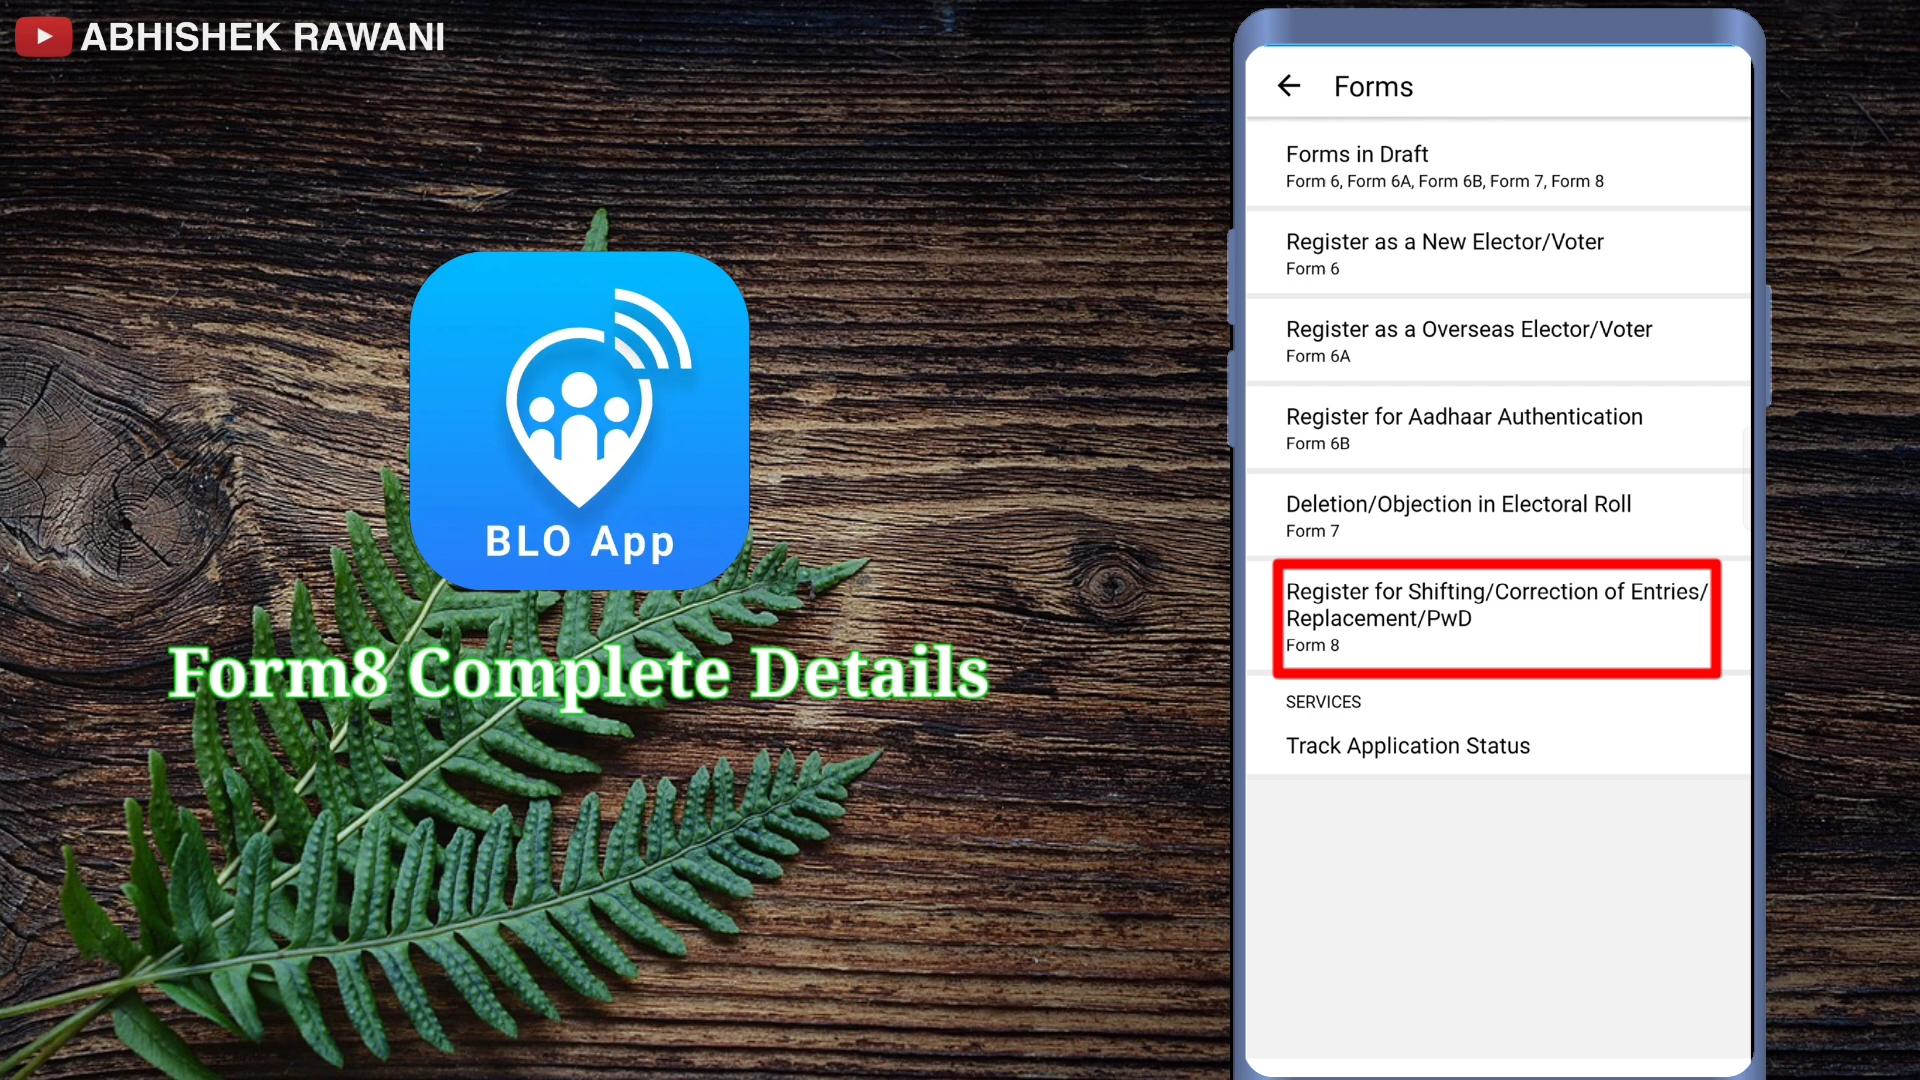 ABHISHEK RAWANI
BLO App
Form8 Complete Details
Forms
Forms in Draft
Form 6, Form 6A, Form 6B, Form 7, Form 8
Register as a New Elector/Voter
Form 6
Register as a Overseas Elector/Voter
Form 6A
Register for Aadhaar Authentication
Form 6B
Deletion/Objection in Electoral Roll
Form 7
Register for Shifting/Correction of Entries/
Replacement/PwD
Form 8
SERVICES
Track Application Status